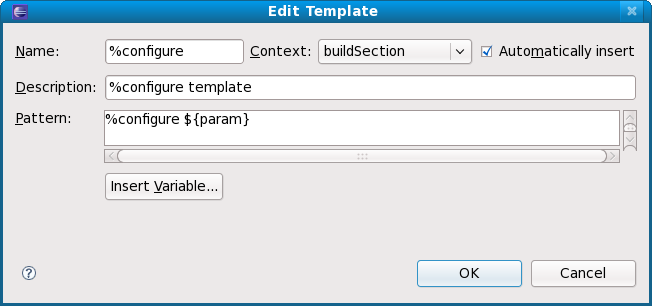 Edit Template
Name: %configure Context: buildSection Automatically insert
Description: %configure template
Pattern: %configure ${param}
Insert Variable...
? OK Cancel